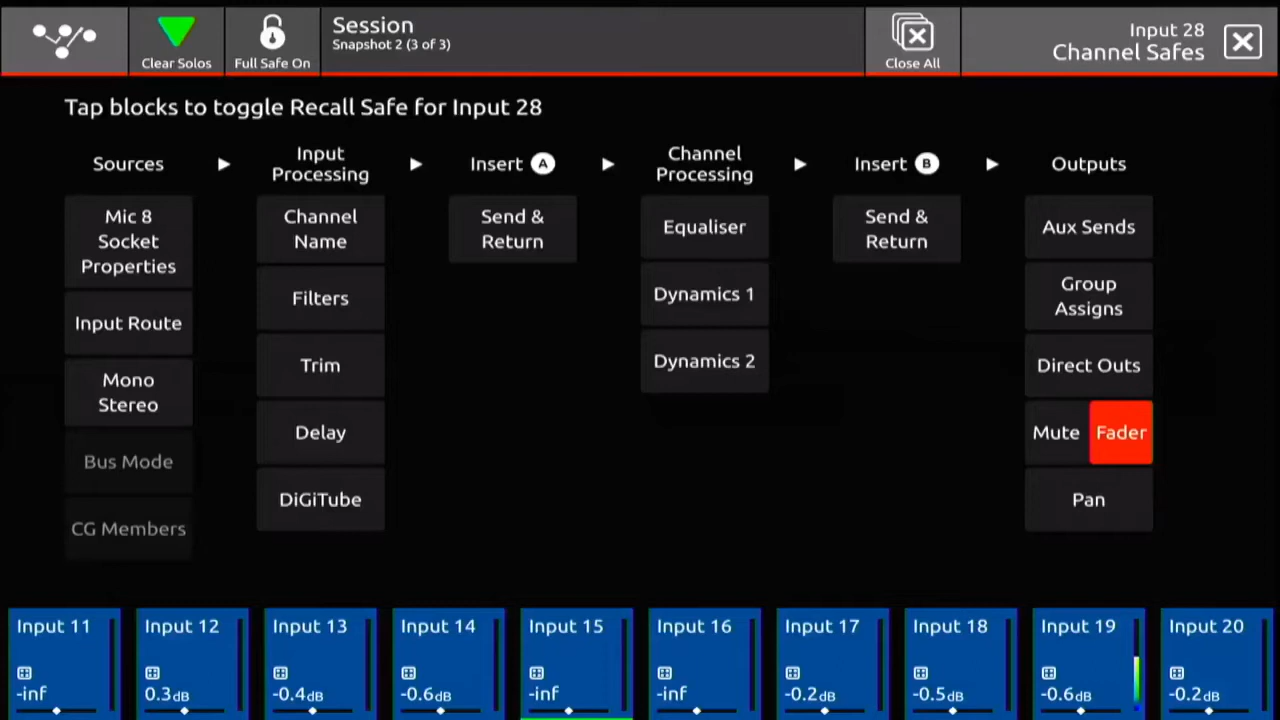 Clear Solos
Full Safe On
Session
Snapshot 2 (3 of 3)
Close All
Input 28
Channel Safes
Tap blocks to toggle Recall Safe for Input 28
Sources
Input
Processing
Insert A
Channel
Processing
Insert B
Outputs
Mic 8
Socket
Properties
Input Route
Mono
Stereo
Bus Mode
CG Members
Channel
Name
Filters
Trim
Delay
DiGiTube
Send &
Return
Equaliser
Dynamics 1
Dynamics 2
Send &
Return
Aux Sends
Group
Assigns
Direct Outs
Mute Fader
Pan
Input 11
-inf
Input 12
0.3dB
Input 13
-0.4dB
Input 14
-0.6dB
Input 15
-inf
Input 16
-inf
Input 17
-0.2dB
Input 18
-0.5dB
Input 19
-0.6dB
Input 20
-0.2dB